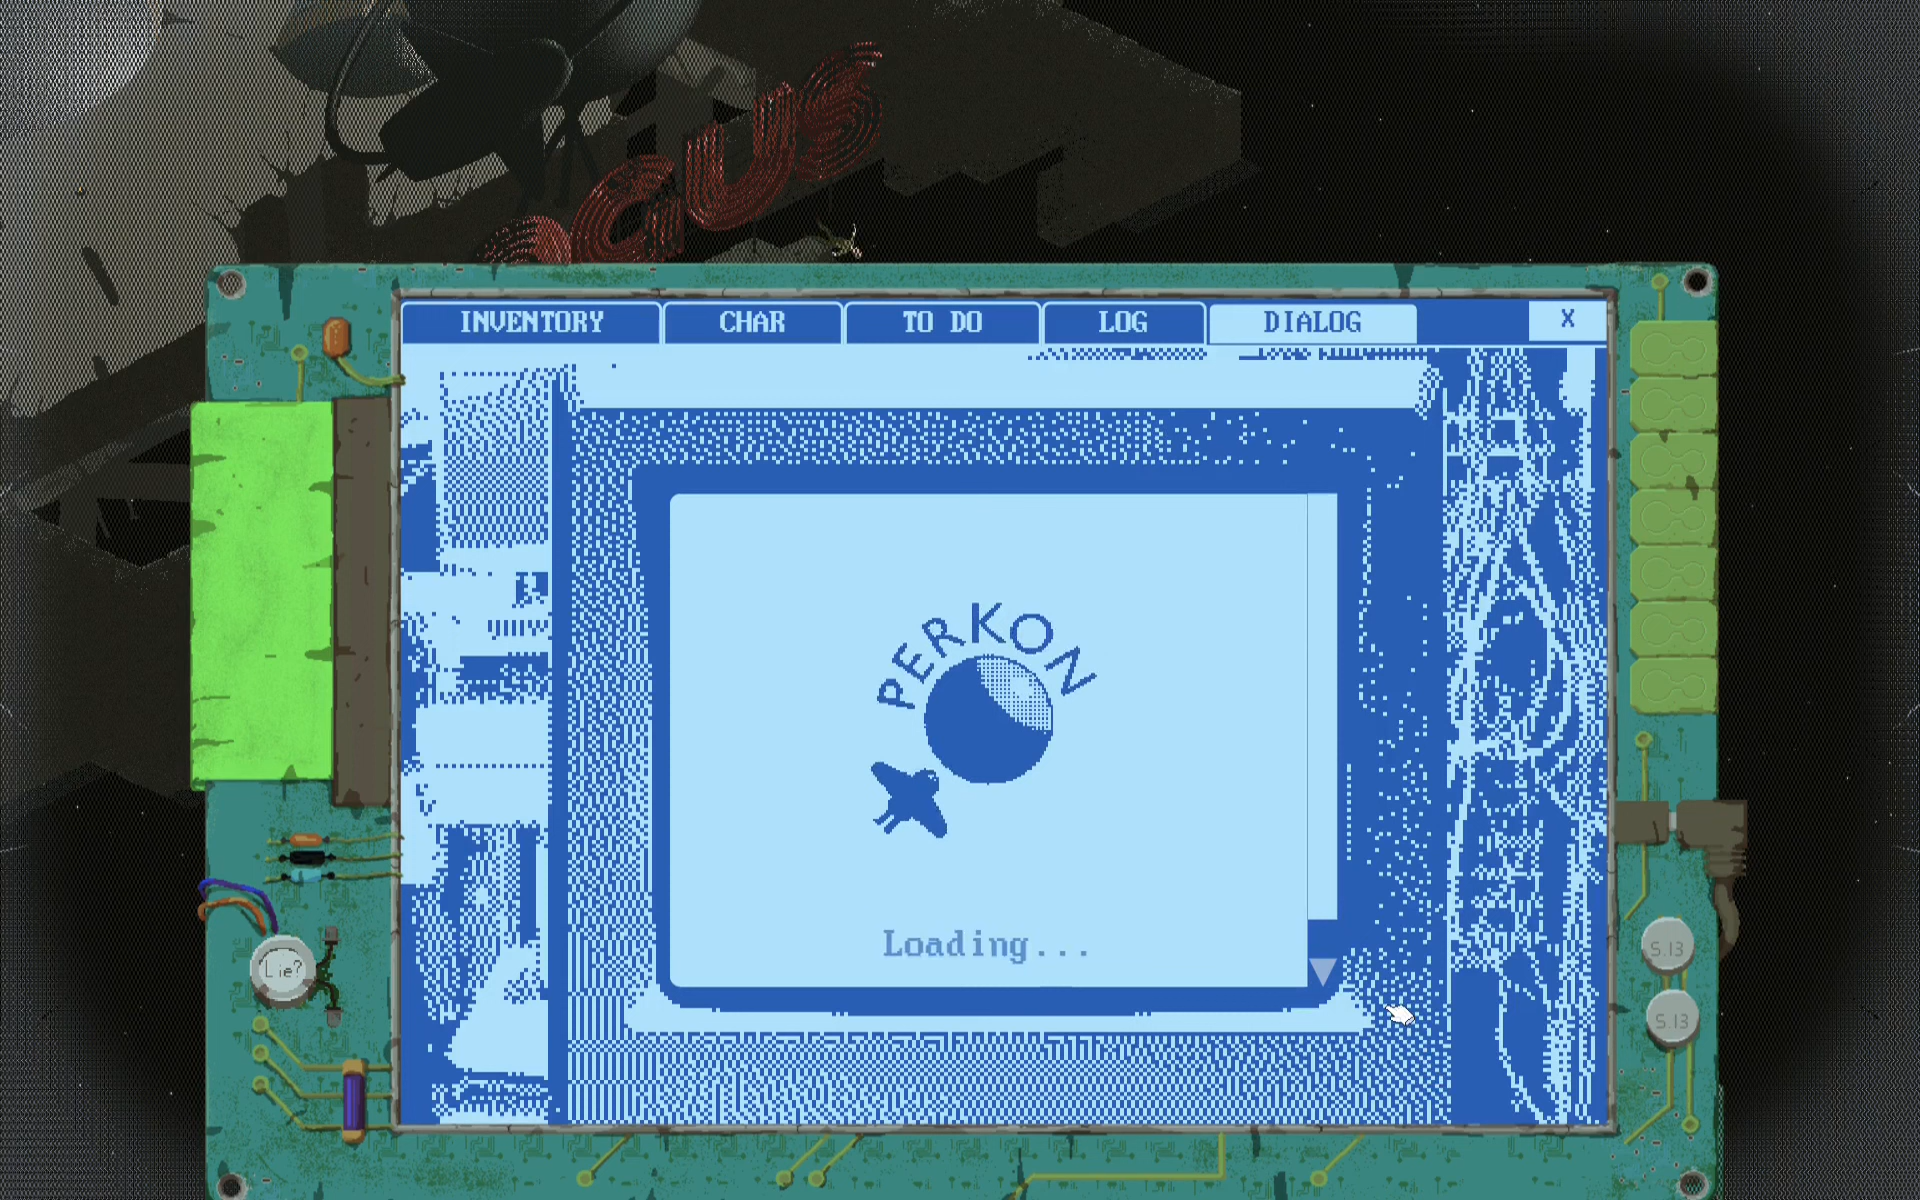 INVENTORY
CHAR
TO DO
LOG
DIALOG
X
PERKON
Loading...
Lie?
S.13
S.13